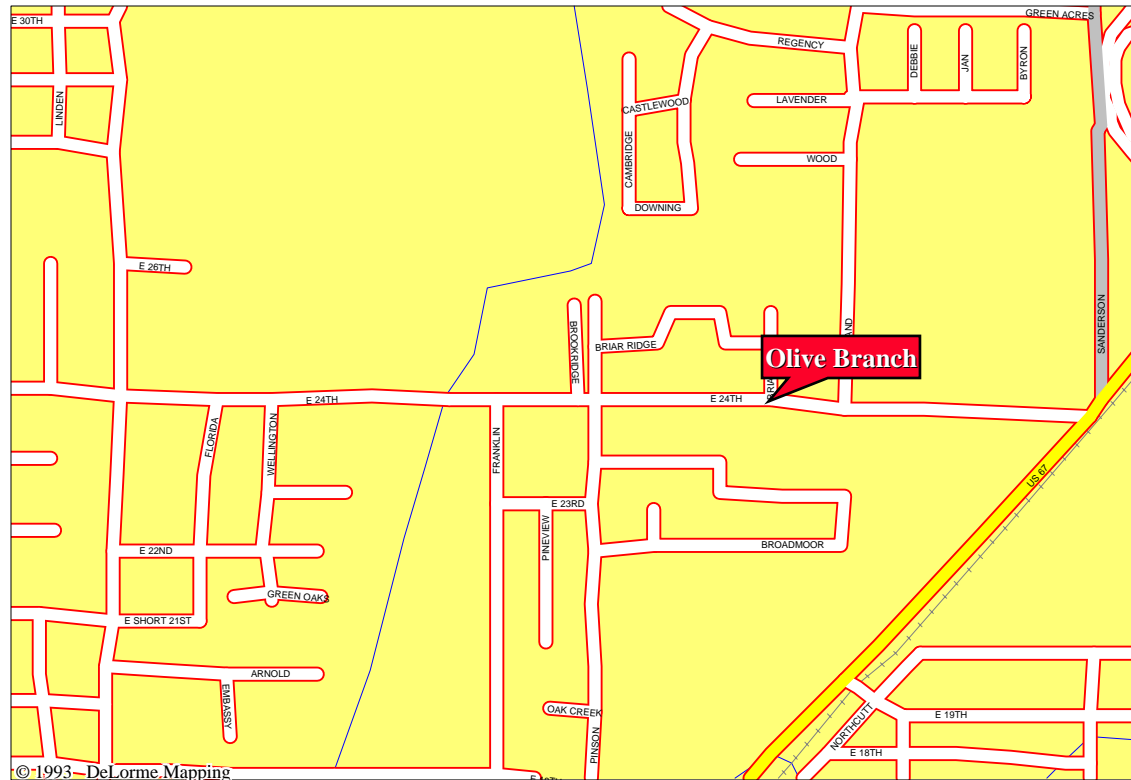 E 30TH
GREEN ACRES
REGENCY
LINDEN
DEBBIE
JAN
BYRON
CASTLEWOOD
LAVENDER
CAMBRIDGE
WOOD
DOWNING
E 26TH
SANDERSON
BROOKRIDGE
BRIAR RIDGE
Olive Branch
E 24TH
E 24TH
FLORIDA
WELLINGTON
FRANKLIN
US 67
E 23RD
PINEVIEW
E 22ND
BROADMOOR
GREEN OAKS
E SHORT 21ST
ARNOLD
EMBASSY
OAK CREEK
PINSON
NORTHCUTT
E 19TH
E 18TH
© 1993 DeLorme Mapping